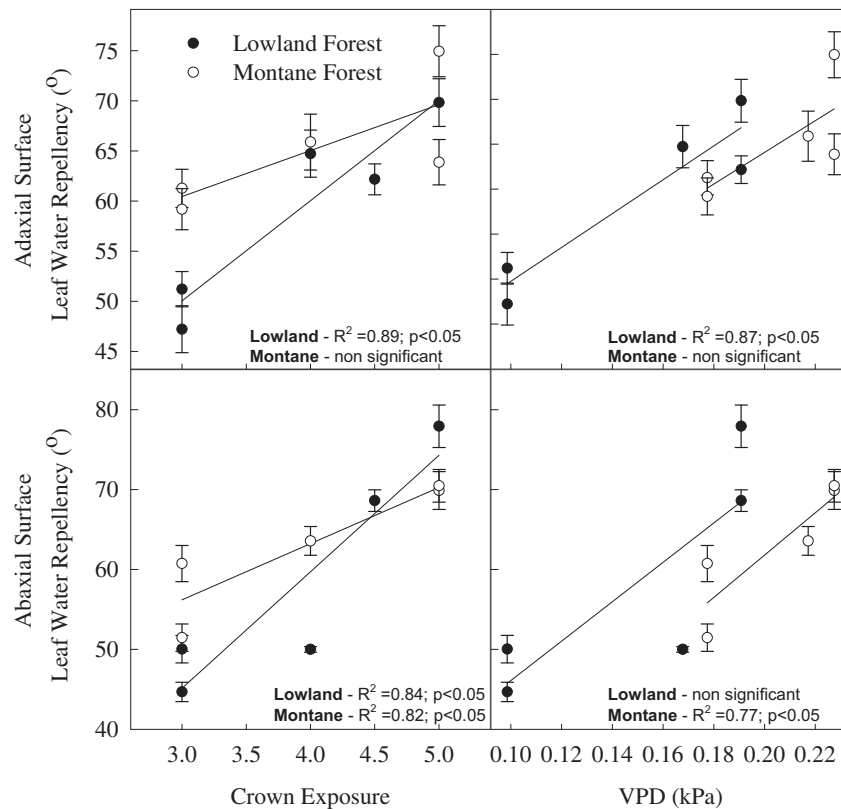 Lowland Forest
Montane Forest
75
70
65
60
55
50
45
Adaxial Surface
Leaf Water Repellency (O)
Lowland - R2 =0.89; p<0.05
Montane - non significant
Lowland - R2 =0.87; p<0.05
Montane - non significant
80
70
60
50
40
Abaxial Surface
Leaf Water Repellency (O)
Lowland - R2 =0.84; p<0.05
Montane - R2 =0.82; p<0.05
Lowland - non significant
Montane - R2 =0.77; p<0.05
3.0 3.5 4.0 4.5 5.0
0.10 0.12 0.14 0.16 0.18 0.20 0.22
Crown Exposure
VPD (kPa)